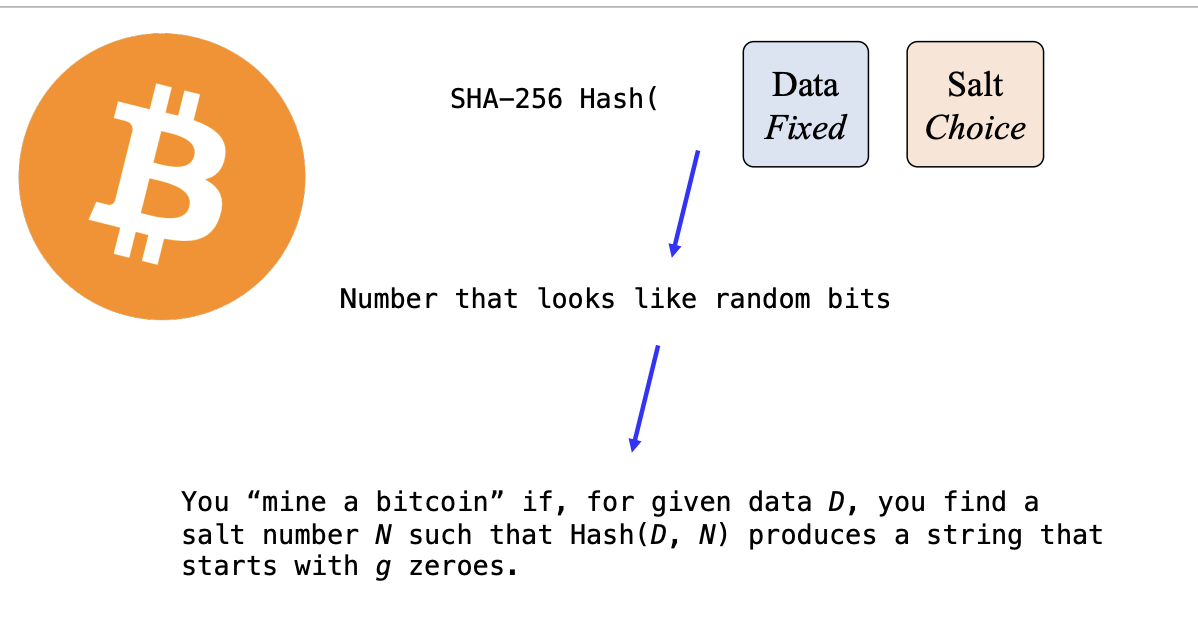 SHA-256 Hash(
Data
Fixed
Salt
Choice
Number that looks like random bits
You “mine a bitcoin” if, for given data D, you find a
salt number N such that Hash(D, N) produces a string that
starts with g zeroes.